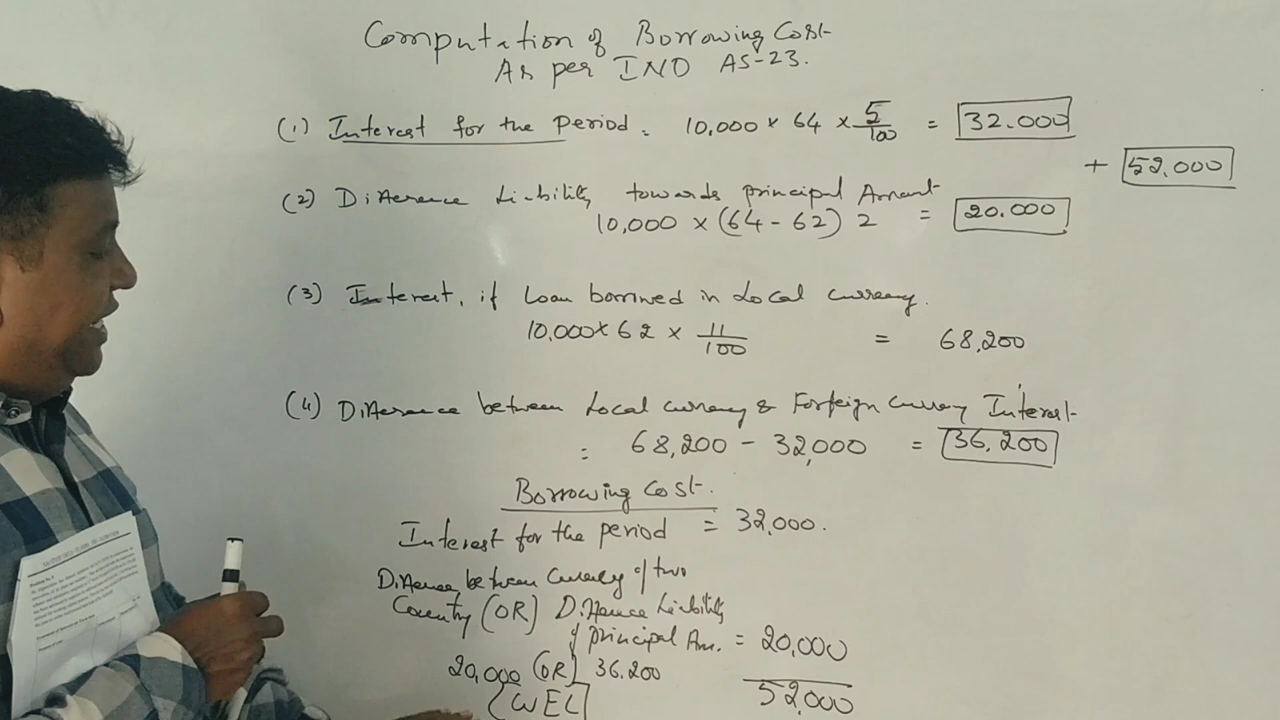 Computation of Borrowing Cost
As per IND AS-23.
(1) Interest for the Period. 10,000 × 64 × 5/100 = 32.000
+ 52,000
(2) Difference Liability towards principal Amount
10,000 × (64 - 62) 2 = 20.000
(3) Interest, if Loan borrowed in Local currency.
10,000 × 62 × 11/100 = 68,200
(4) Difference between Local currency & Forfeign Currency Interest
= 68,200 - 32,000 = 36,200
Borrowing Cost.
Interest for the period = 32,000.
Difference between Currency of two
Country (OR) Difference Liability
of principal Am. = 20,000
20,000 (OR) 36.200
52,000